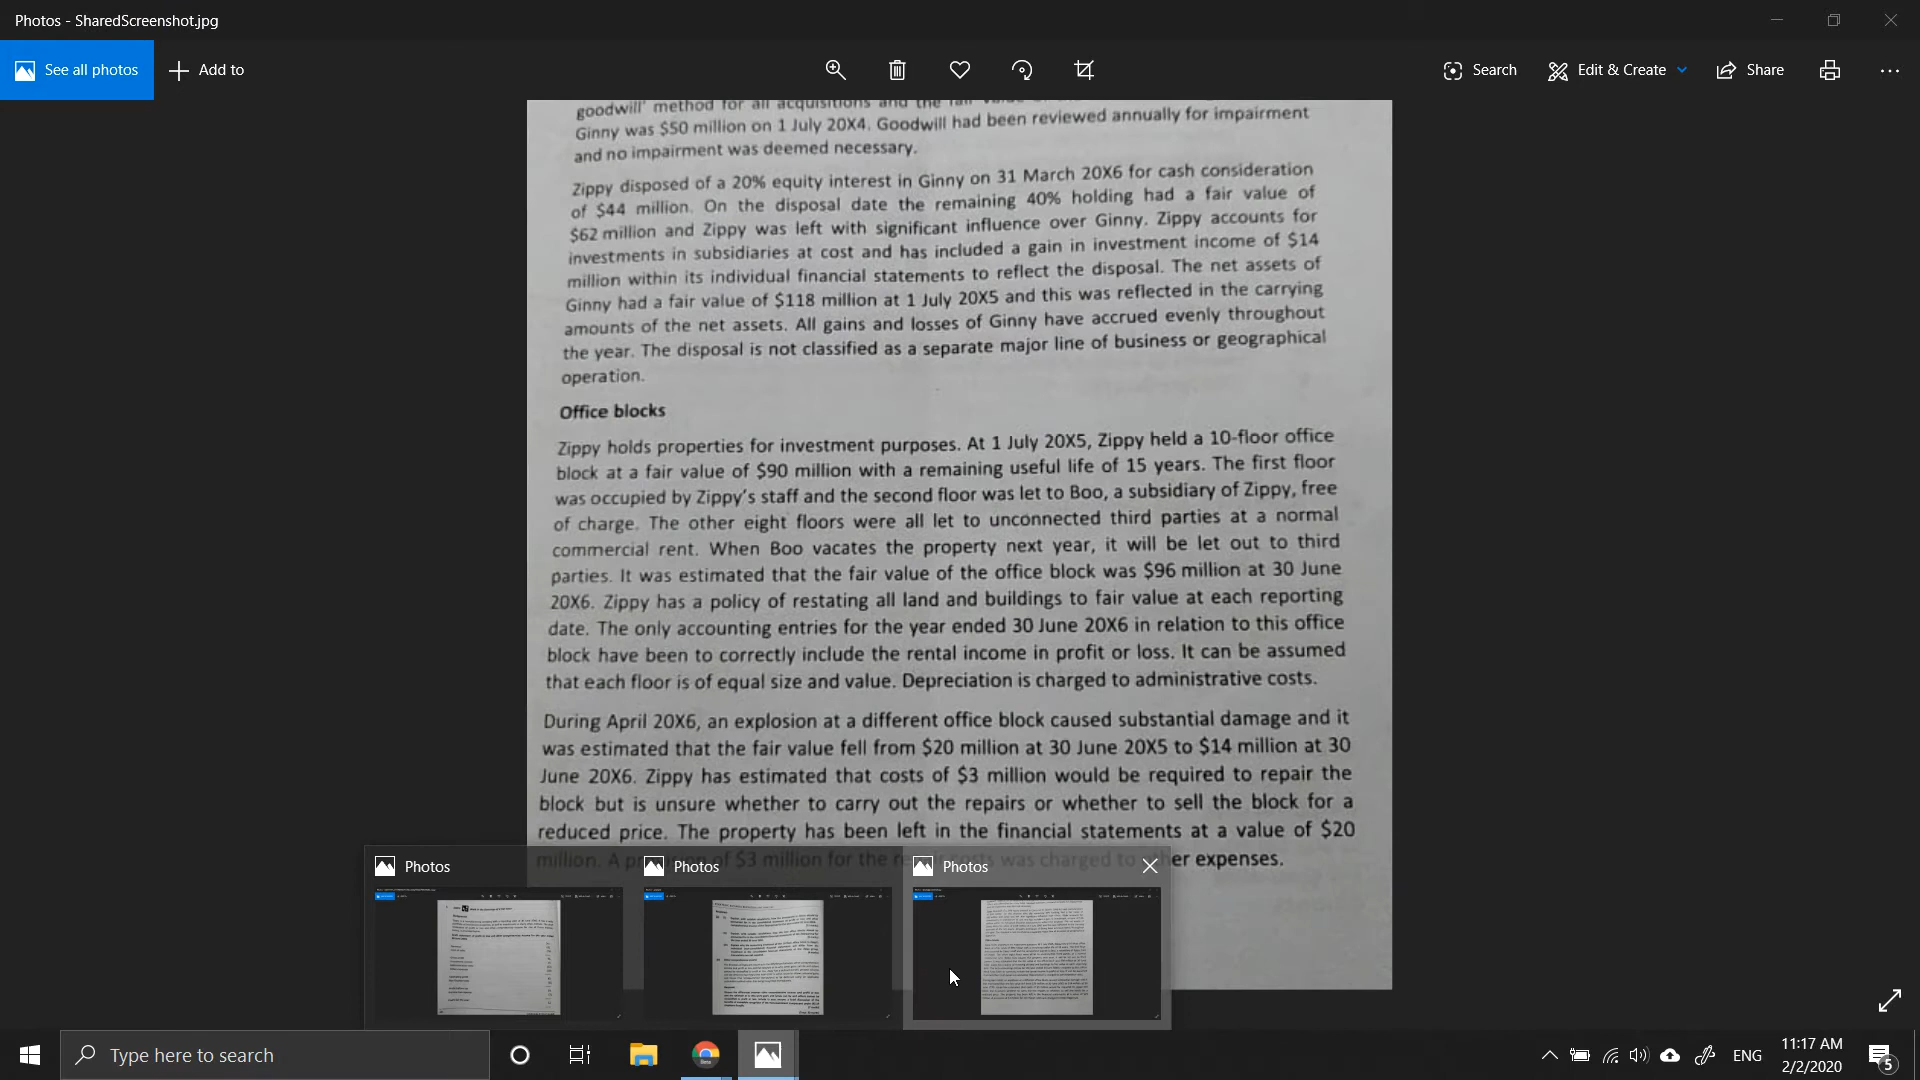 Photos - SharedScreenshot.jpg
See all photos
Add to
Search
Edit & Create
Share
goodwill' method for all acquisitions and the
Ginny was $50 million on 1 July 20X4. Goodwill had been reviewed annually for impairment
and no impairment was deemed necessary.
Zippy disposed of a 20% equity interest in Ginny on 31 March 20X6 for cash consideration
of $44 million. On the disposal date the remaining 40% holding had a fair value of
$62 million and Zippy was left with significant influence over Ginny. Zippy accounts for
investments in subsidiaries at cost and has included a gain in investment income of $14
million within its individual financial statements to reflect the disposal. The net assets of
Ginny had a fair value of $118 million at 1 July 20X5 and this was reflected in the carrying
amounts of the net assets. All gains and losses of Ginny have accrued evenly throughout
the year. The disposal is not classified as a separate major line of business or geographical
operation.
Office blocks
Zippy holds properties for investment purposes. At 1 July 20X5, Zippy held a 10-floor office
block at a fair value of $90 million with a remaining useful life of 15 years. The first floor
was occupied by Zippy's staff and the second floor was let to Boo, a subsidiary of Zippy, free
of charge. The other eight floors were all let to unconnected third parties at a normal
commercial rent. When Boo vacates the property next year, it will be let out to third
parties. It was estimated that the fair value of the office block was $96 million at 30 June
20X6. Zippy has a policy of restating all land and buildings to fair value at each reporting
date. The only accounting entries for the year ended 30 June 20X6 in relation to this office
block have been to correctly include the rental income in profit or loss. It can be assumed
that each floor is of equal size and value. Depreciation is charged to administrative costs.
During April 20X6, an explosion at a different office block caused substantial damage and it
was estimated that the fair value fell from $20 million at 30 June 20X5 to $14 million at 30
June 20X6. Zippy has estimated that costs of $3 million would be required to repair the
block but is unsure whether to carry out the repairs or whether to sell the block for a
reduced price. The property has been left in the financial statements at a value of $20
million. A of $3 million for the costs was charged to expenses.
Photos
Photos
Photos
Type here to search
ENG
11:17 AM
2/2/2020
5